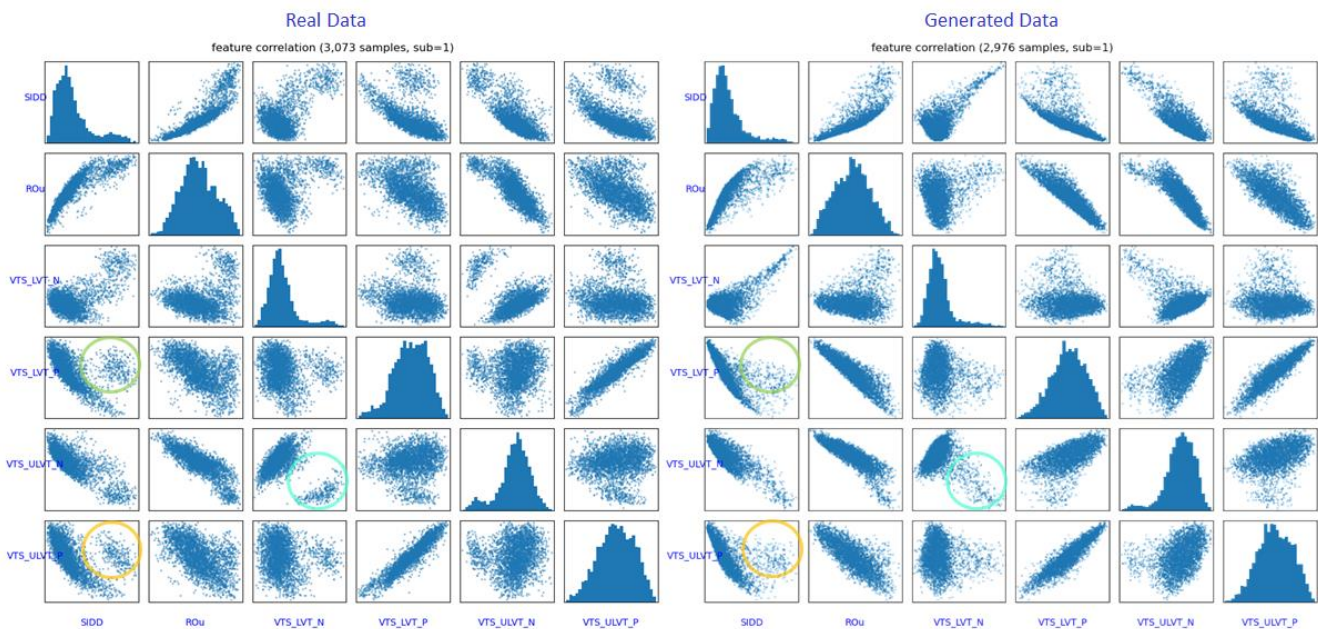 Real Data
feature correlation (3,073 samples, sub=1)
SIDD
ROu
VTS_LVT_N
VTS_LVT_P
VTS_ULVT_N
VTS_ULVT_P
SIDD ROu VTS_LVT_N VTS_LVT_P VTS_ULVT_N VTS_ULVT_P
Generated Data
feature correlation (2,976 samples, sub=1)
SIDD
ROu
VTS_LVT_N
VTS_LVT_P
VTS_ULVT_N
VTS_ULVT_P
SIDD ROu VTS_LVT_N VTS_LVT_P VTS_ULVT_N VTS_ULVT_P